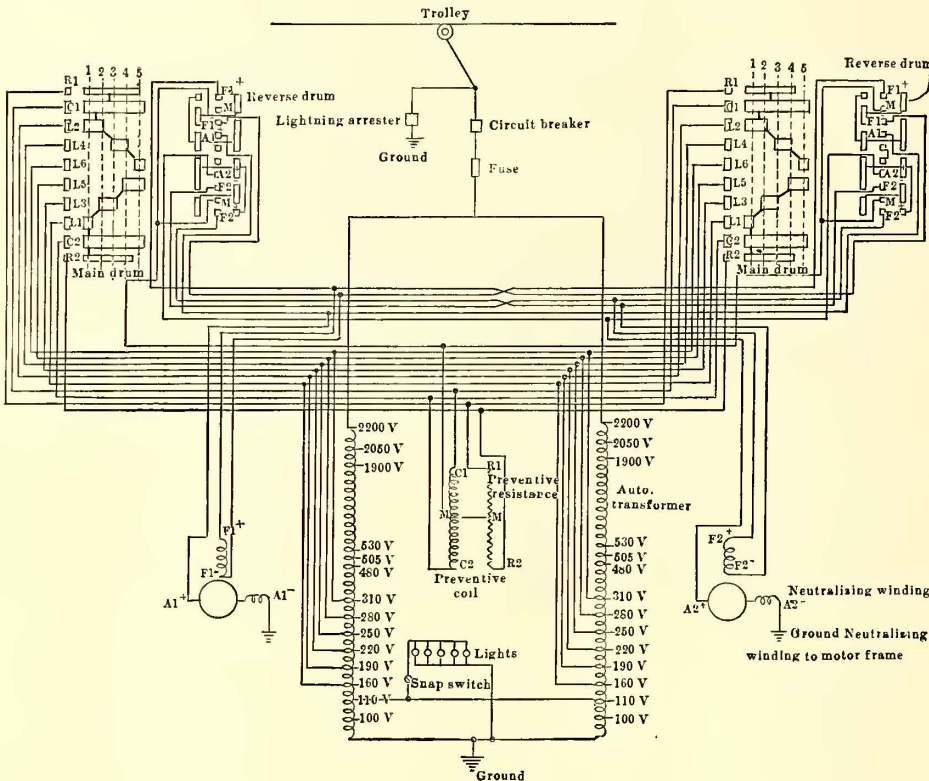 Trolley
Reverse drum
R1
1 2 3 4 5
C1
L2
L4
L6
L5
L3
L1
C2
R2
Main drum
+
F1
M
F1
A1
A2
F2
M
F2
+
Reverse drum
Lightning arrester
Ground
Circuit breaker
Fuse
R1
1 2 3 4 5
C1
L2
L4
L6
L5
L3
L1
C2
R2
Main drum
+
F1
M
F1
A1
A2
F2
M
F2
+
2200 V
2050 V
1900 V
530 V
505 V
480 V
310 V
280 V
250 V
220 V
190 V
160 V
110 V
100 V
C1
R1
Preventive
resistance
M
M
C2
R2
Preventive
coil
2200 V
2050 V
1900 V
Auto.
transformer
530 V
505 V
480 V
310 V
280 V
250 V
220 V
190 V
160 V
110 V
100 V
F1+
F1-
A1+
A1-
F2+
F2-
A2+
A2-
Neutralizing winding
Ground Neutralizing
winding to motor frame
Lights
Snap switch
Ground